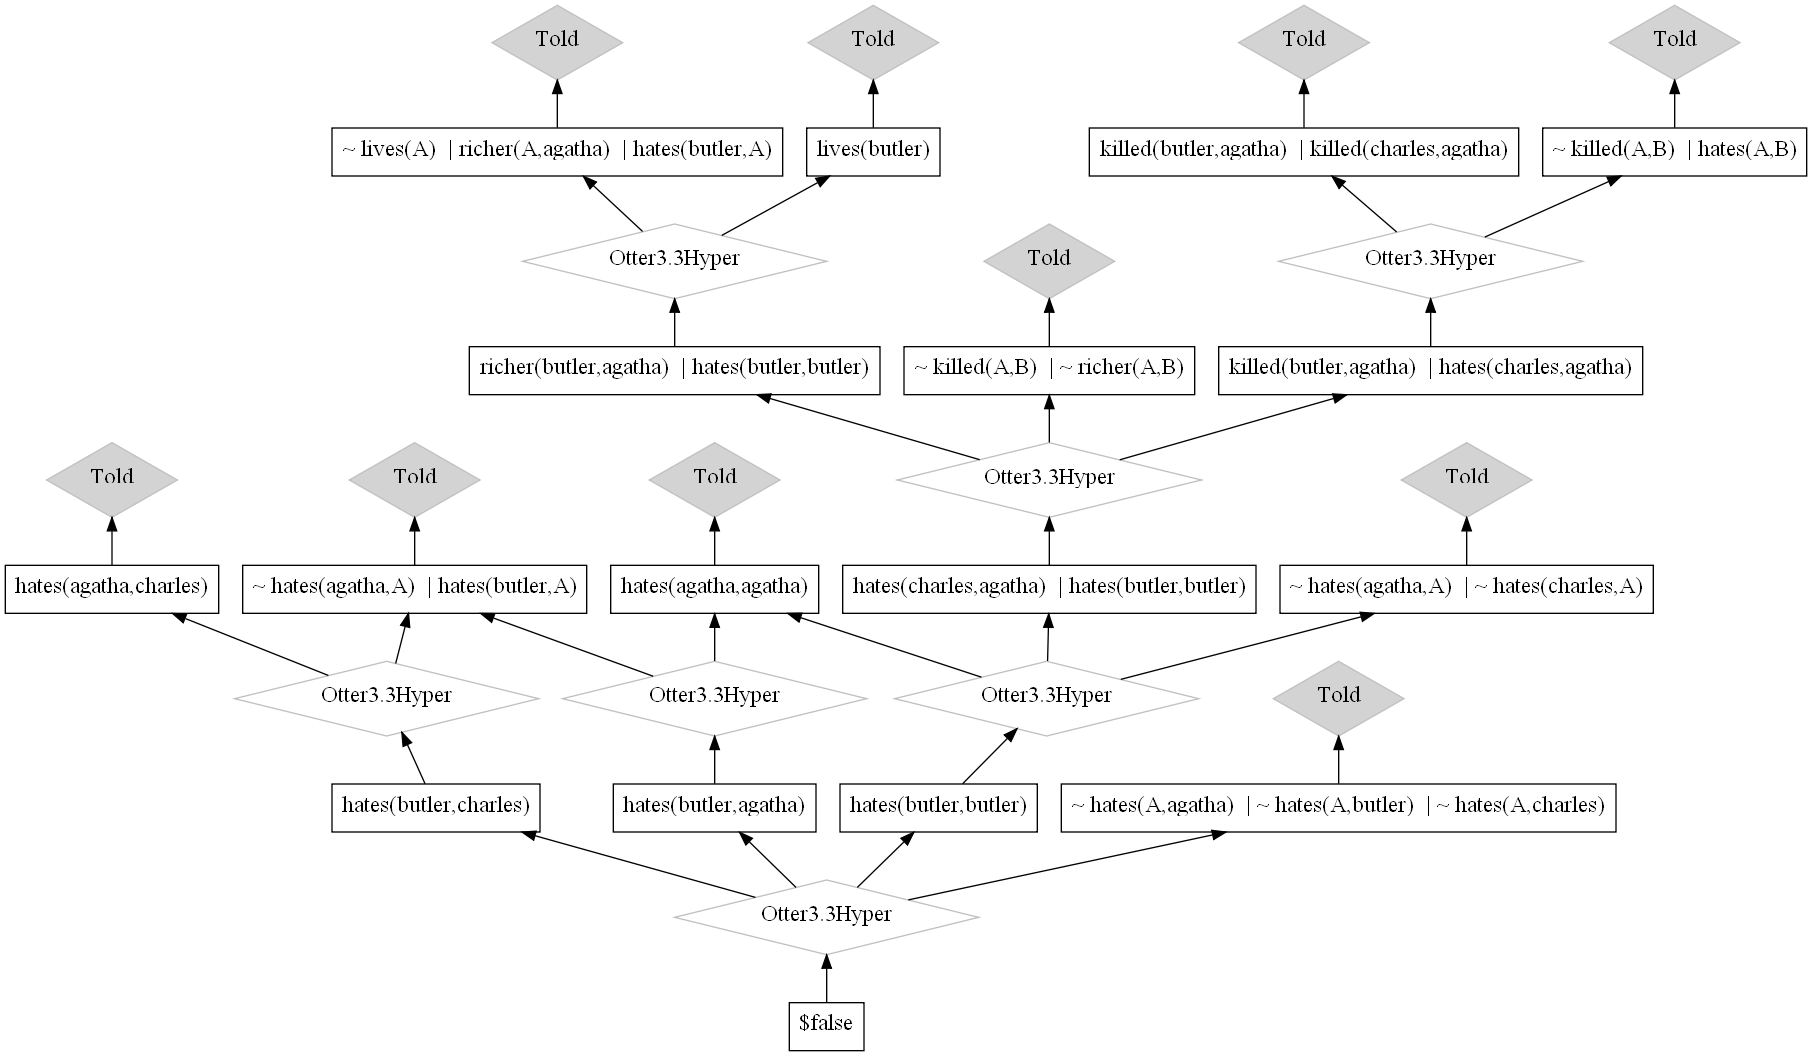 Told
Told
Told
Told
~ lives(A) | richer(A,agatha) | hates(butler,A)
lives(butler)
killed(butler,agatha) | killed(charles,agatha)
~ killed(A,B) | hates(A,B)
Otter3.3Hyper
Told
Otter3.3Hyper
richer(butler,agatha) | hates(butler,butler)
~ killed(A,B) | ~ richer(A,B)
killed(butler,agatha) | hates(charles,agatha)
Told
Told
Told
Otter3.3Hyper
Told
hates(agatha,charles)
~ hates(agatha,A) | hates(butler,A)
hates(agatha,agatha)
hates(charles,agatha) | hates(butler,butler)
~ hates(agatha,A) | ~ hates(charles,A)
Otter3.3Hyper
Otter3.3Hyper
Otter3.3Hyper
Told
hates(butler,charles)
hates(butler,agatha)
hates(butler,butler)
~ hates(A,agatha) | ~ hates(A,butler) | ~ hates(A,charles)
Otter3.3Hyper
$false